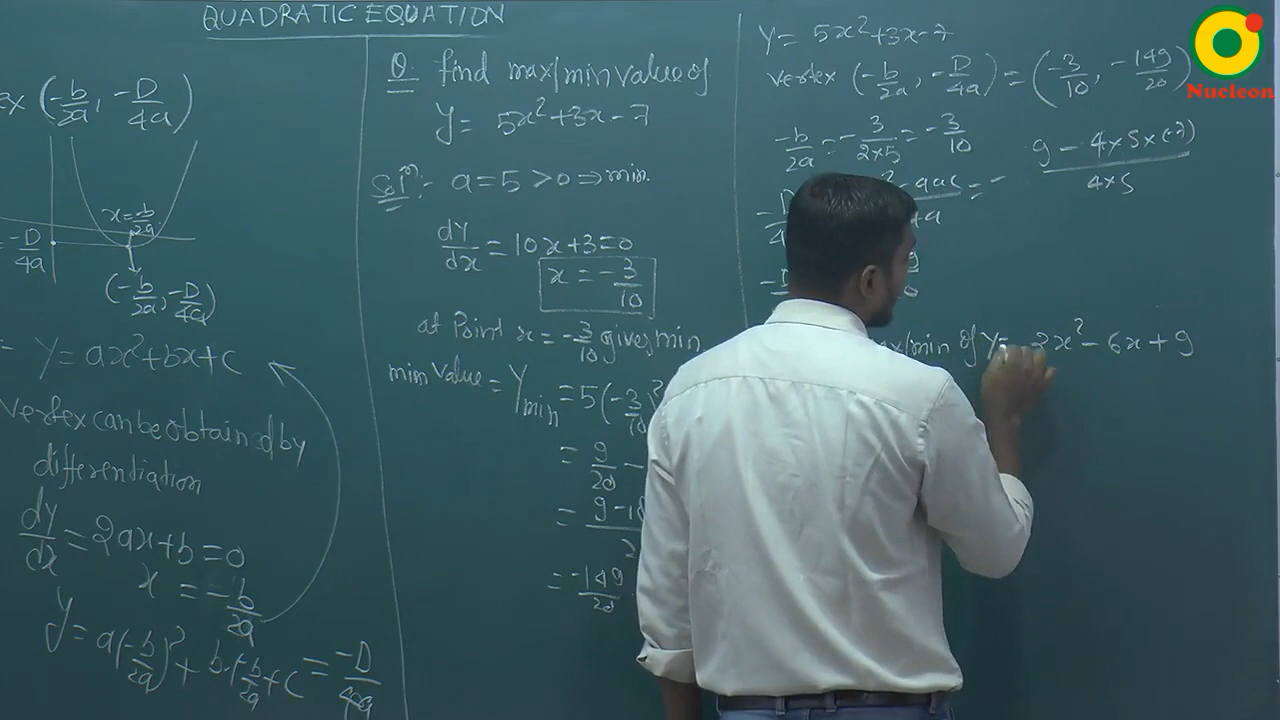 QUADRATIC EQUATION
ex (-b/2a, -D/4a)
x = -b/2a
= -D/4a
(-b/2a, -D/4a)
Y = ax² + bx + c
Vertex can be obtained by
differentiation
dy/dx = 2ax + b = 0
x = -b/2a
y = a(-b/2a)² + b·(-b/2a) + c = -D/4a
Q. find max/min value of
y = 5x² + 3x - 7
Solⁿ:- a = 5 > 0 ⇒ min.
dy/dx = 10x + 3 = 0
x = -3/10
at Point x = -3/10 gives min
min value = Y min = 5(-3/10)²
= 9/20 -
= 9 - 18
= -149/20
Y = 5x² + 3x - 7
vertex (-b/2a, -D/4a) = (-3/10, -149/20)
-b/2a = -3/2×5 = -3/10
9 - 4×5×(-7)/4×5
/min of Y = -3x² - 6x + 9
Nucleon